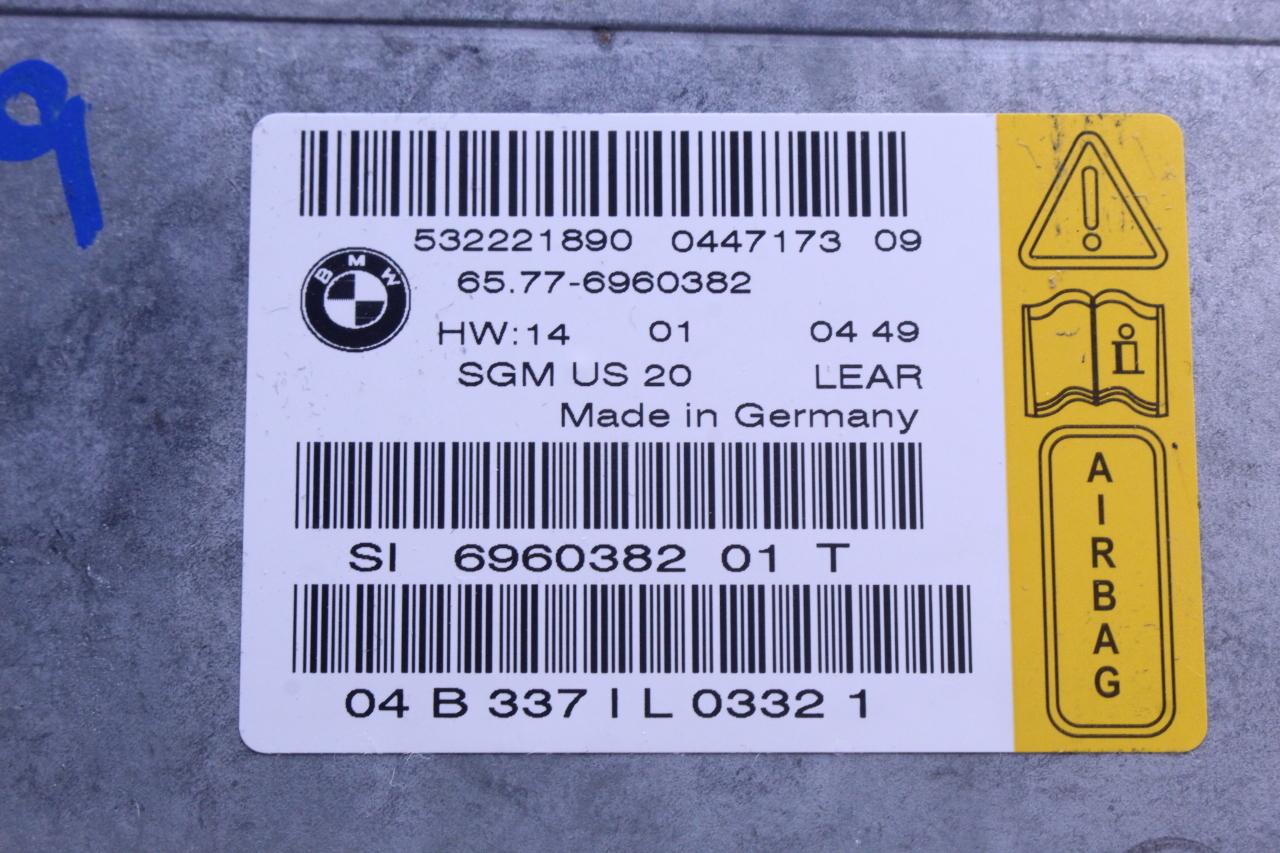 9
532221890 0447173 09
BMW
65.77-6960382
HW:14 01 04 49
SGM US 20 LEAR
Made in Germany
SI 6960382 01 T
04 B 337 I L 0332 1
i
AIRBAG